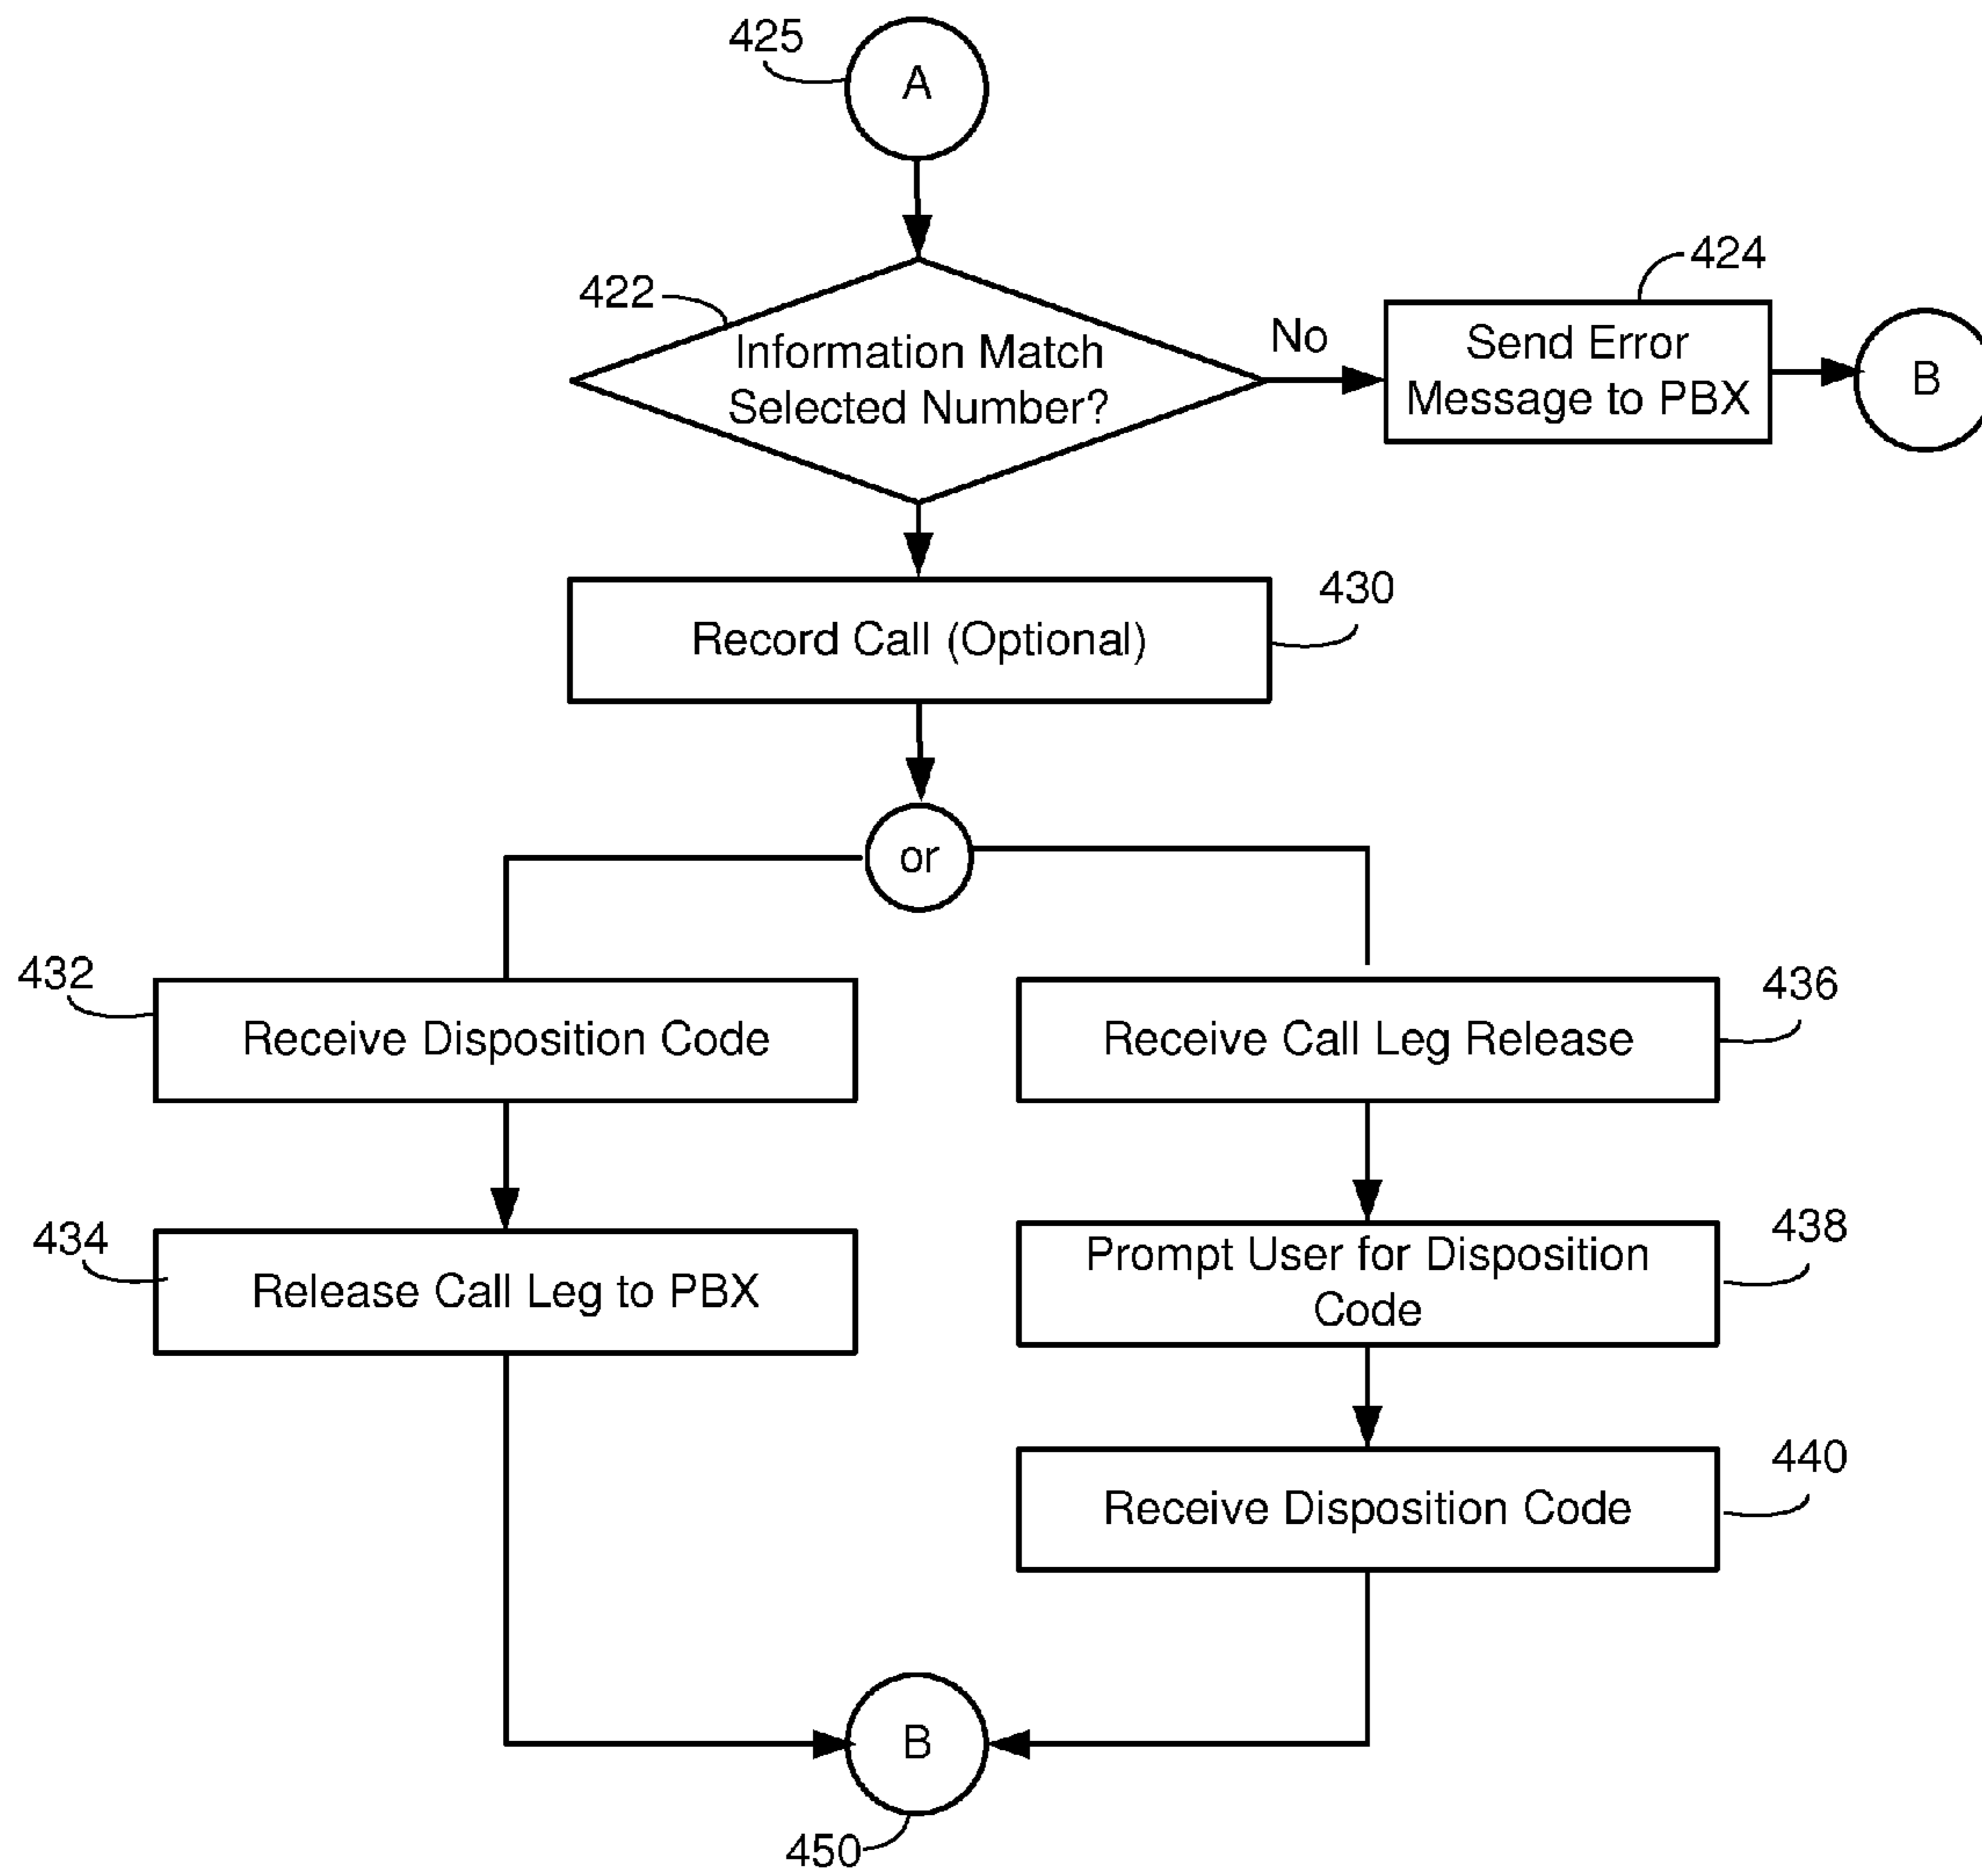 425
A
424
422
Information Match
Selected Number?
No
Send Error
Message to PBX
B
430
Record Call (Optional)
or
432
Receive Disposition Code
436
Receive Call Leg Release
434
Release Call Leg to PBX
438
Prompt User for Disposition
Code
440
Receive Disposition Code
B
450